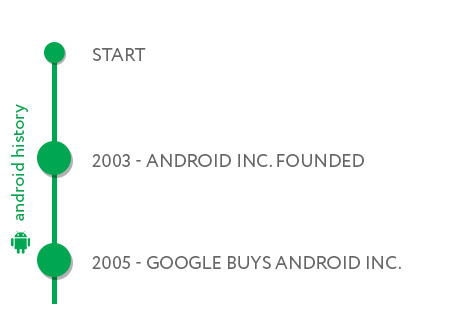 START
android history
2003 - ANDROID INC. FOUNDED
2005 - GOOGLE BUYS ANDROID INC.